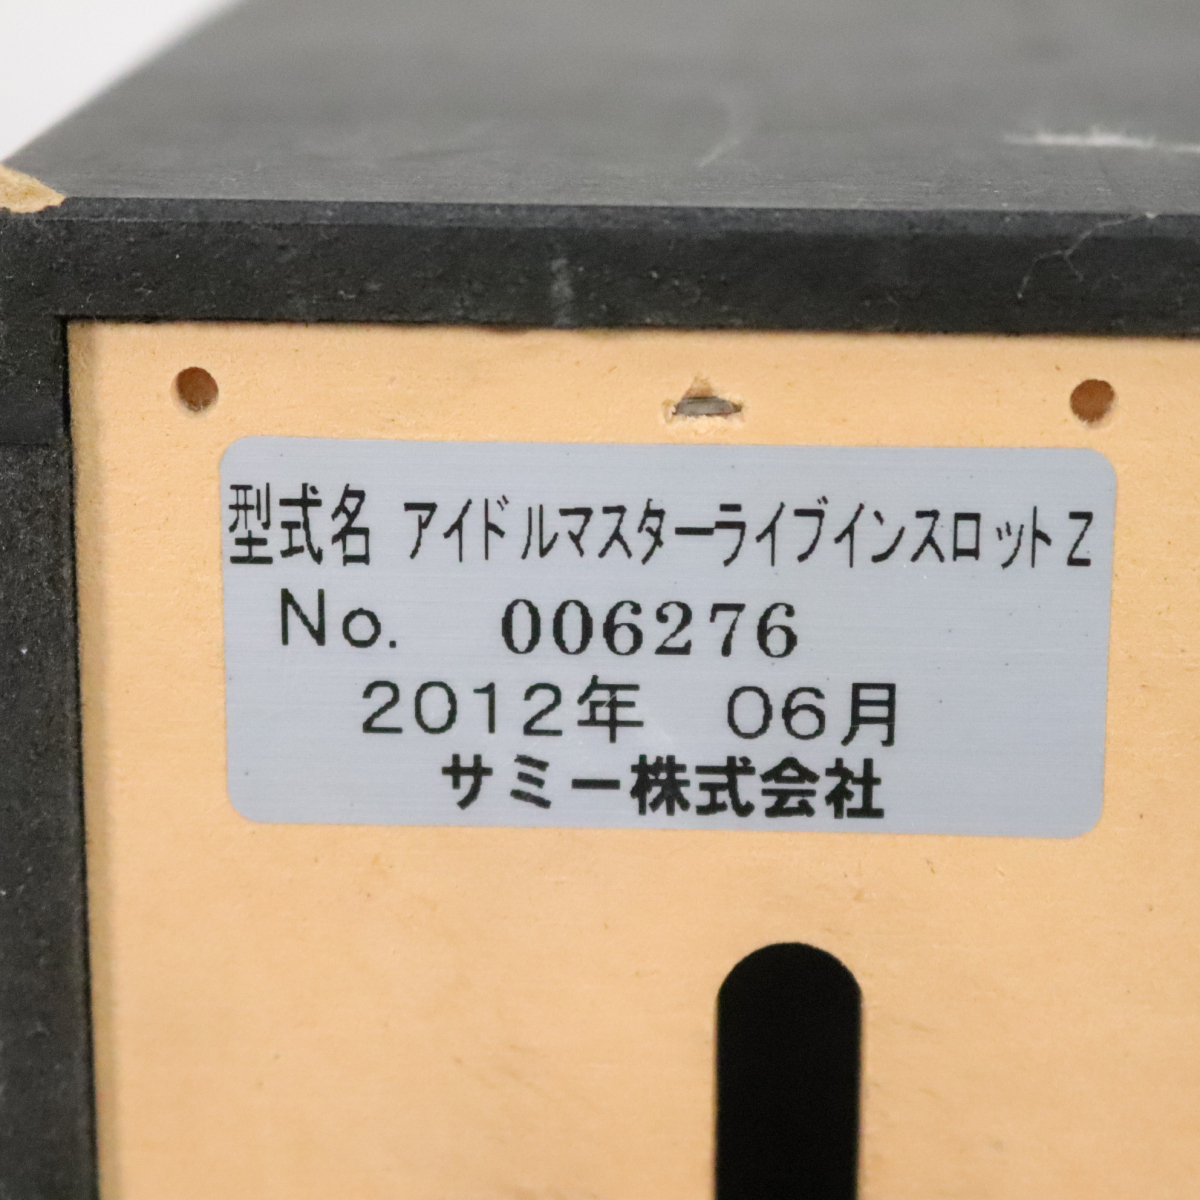 型式名 アイドルマスターライブインスロットZ
No. 006276
2012年 06月
サミー株式会社